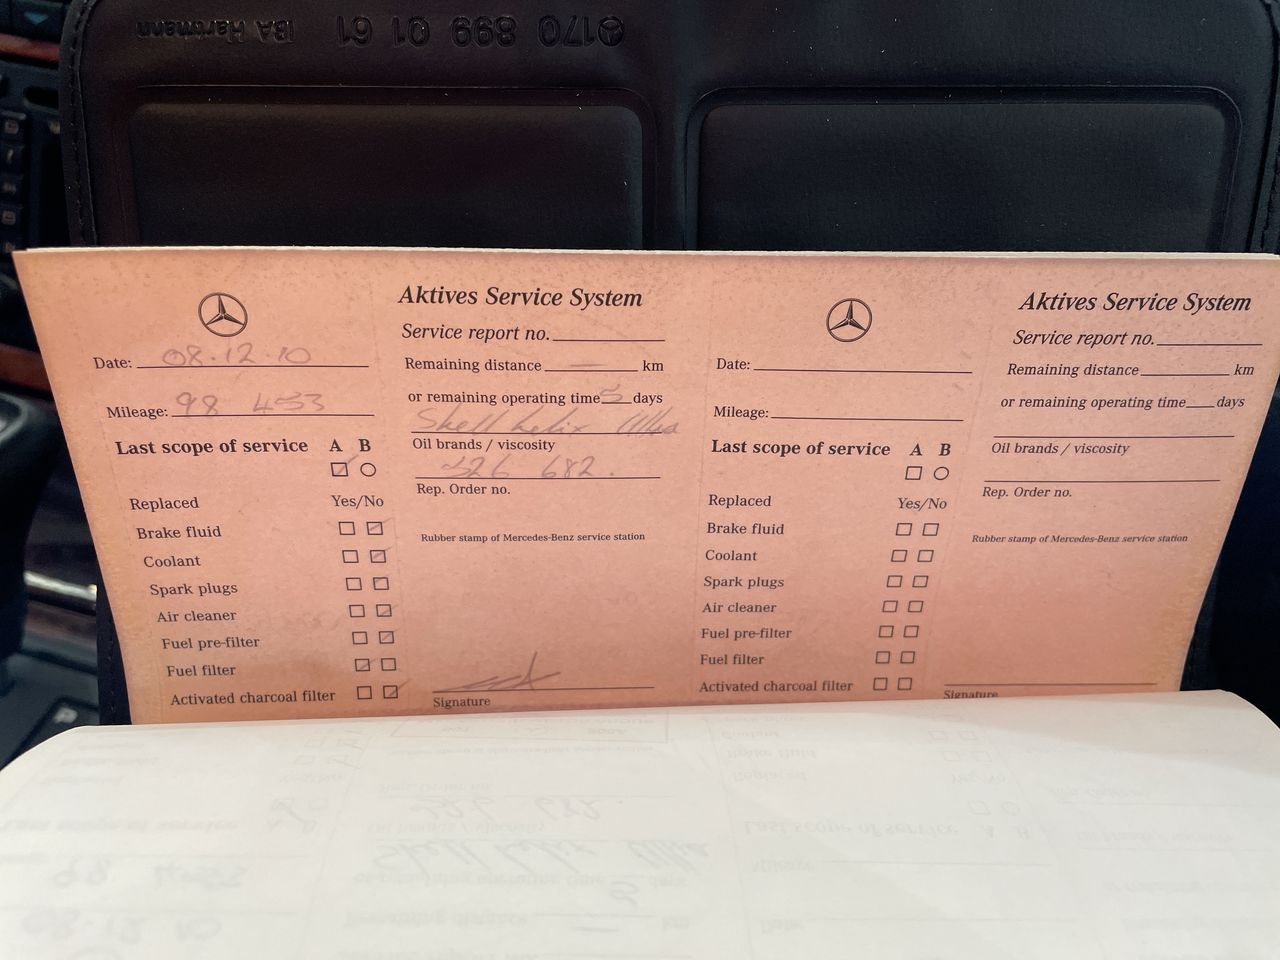 170 899 01 61 IBA Hartmann
Aktives Service System
Service report no.
Date: 08.12.10
Remaining distance — km
Mileage: 98 453
or remaining operating time 5 days
Shell helix Ultra
Last scope of service A B
Oil brands / viscosity
326 682.
Rep. Order no.
Replaced Yes/No
Brake fluid
Rubber stamp of Mercedes-Benz service station
Coolant
Spark plugs
Air cleaner
Fuel pre-filter
Fuel filter
Activated charcoal filter
Signature
Aktives Service System
Service report no.
Date:
Remaining distance km
or remaining operating time days
Mileage:
Last scope of service A B
Oil brands / viscosity
Rep. Order no.
Replaced Yes/No
Brake fluid
Rubber stamp of Mercedes-Benz service station
Coolant
Spark plugs
Air cleaner
Fuel pre-filter
Fuel filter
Activated charcoal filter
Signature